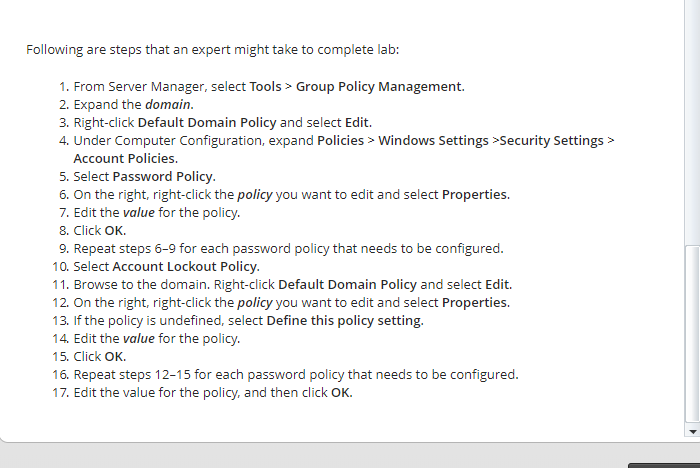 Following are steps that an expert might take to complete lab:
1. From Server Manager, select Tools > Group Policy Management.
2. Expand the domain.
3. Right-click Default Domain Policy and select Edit.
4. Under Computer Configuration, expand Policies > Windows Settings >Security Settings >
Account Policies.
5. Select Password Policy.
6. On the right, right-click the policy you want to edit and select Properties.
7. Edit the value for the policy.
8. Click OK.
9. Repeat steps 6–9 for each password policy that needs to be configured.
10. Select Account Lockout Policy.
11. Browse to the domain. Right-click Default Domain Policy and select Edit.
12. On the right, right-click the policy you want to edit and select Properties.
13. If the policy is undefined, select Define this policy setting.
14. Edit the value for the policy.
15. Click OK.
16. Repeat steps 12–15 for each password policy that needs to be configured.
17. Edit the value for the policy, and then click OK.